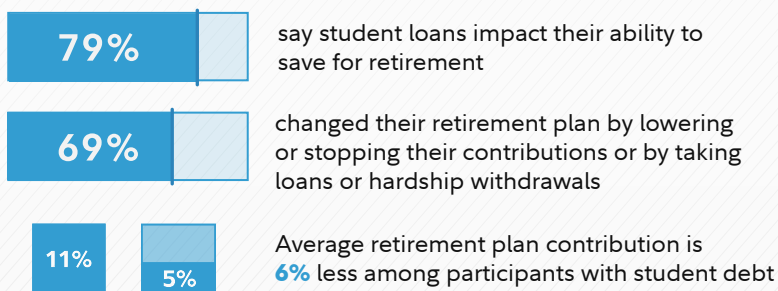 79%
say student loans impact their ability to
save for retirement
69%
changed their retirement plan by lowering
or stopping their contributions or by taking
loans or hardship withdrawals
11%
5%
Average retirement plan contribution is
6% less among participants with student debt